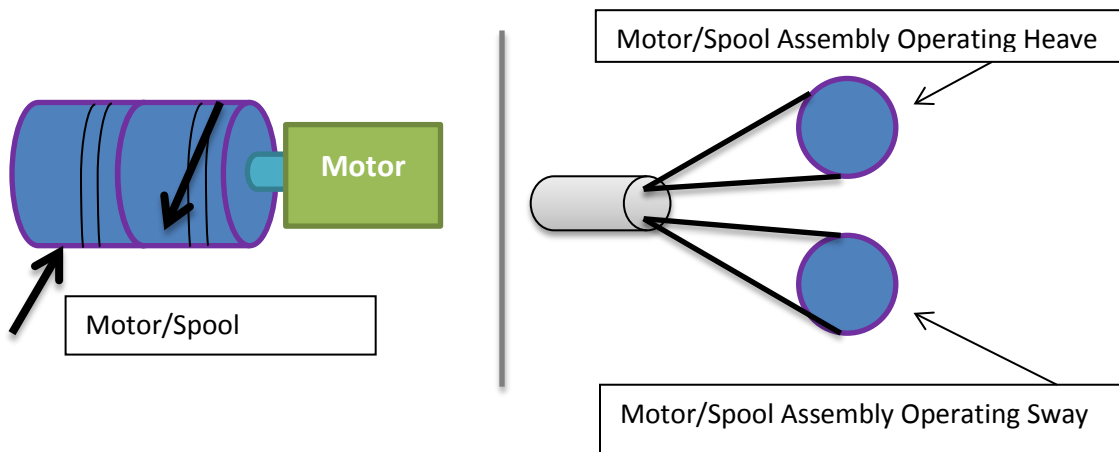 Motor/Spool Assembly Operating Heave
Motor
Motor/Spool
Motor/Spool Assembly Operating Sway